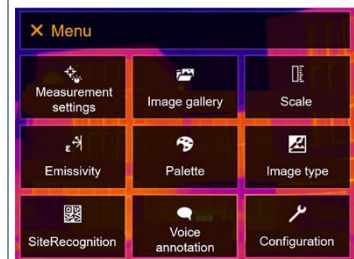 Menu
Measurement
settings
Image gallery
Scale
Emissivity
Palette
Image type
SiteRecognition
Voice
annotation
Configuration